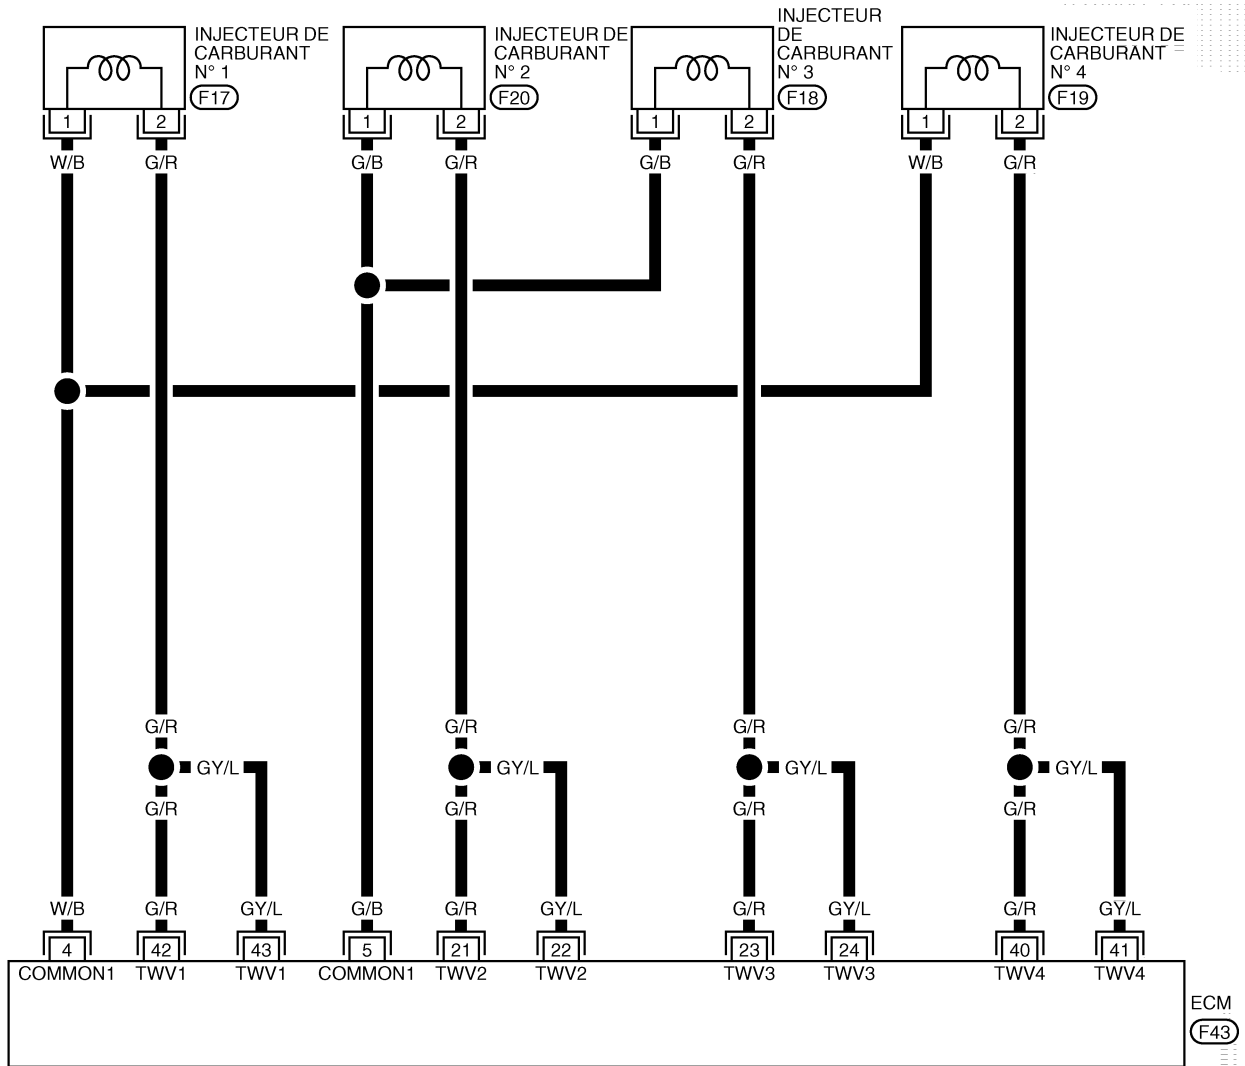 INJECTEUR DE
CARBURANT
N° 1
F17
INJECTEUR DE
CARBURANT
N° 2
F20
INJECTEUR
DE
CARBURANT
N° 3
F18
INJECTEUR DE
CARBURANT
N° 4
F19
1 2 1 2 1 2 1 2
W/B G/R G/B G/R G/B G/R W/B G/R
G/R G/R G/R G/R
GY/L GY/L GY/L GY/L
G/R G/R G/R G/R
W/B G/R GY/L G/B G/R GY/L G/R GY/L G/R GY/L
4 42 43 5 21 22 23 24 40 41
COMMON1 TWV1 TWV1 COMMON1 TWV2 TWV2 TWV3 TWV3 TWV4 TWV4
ECM
F43